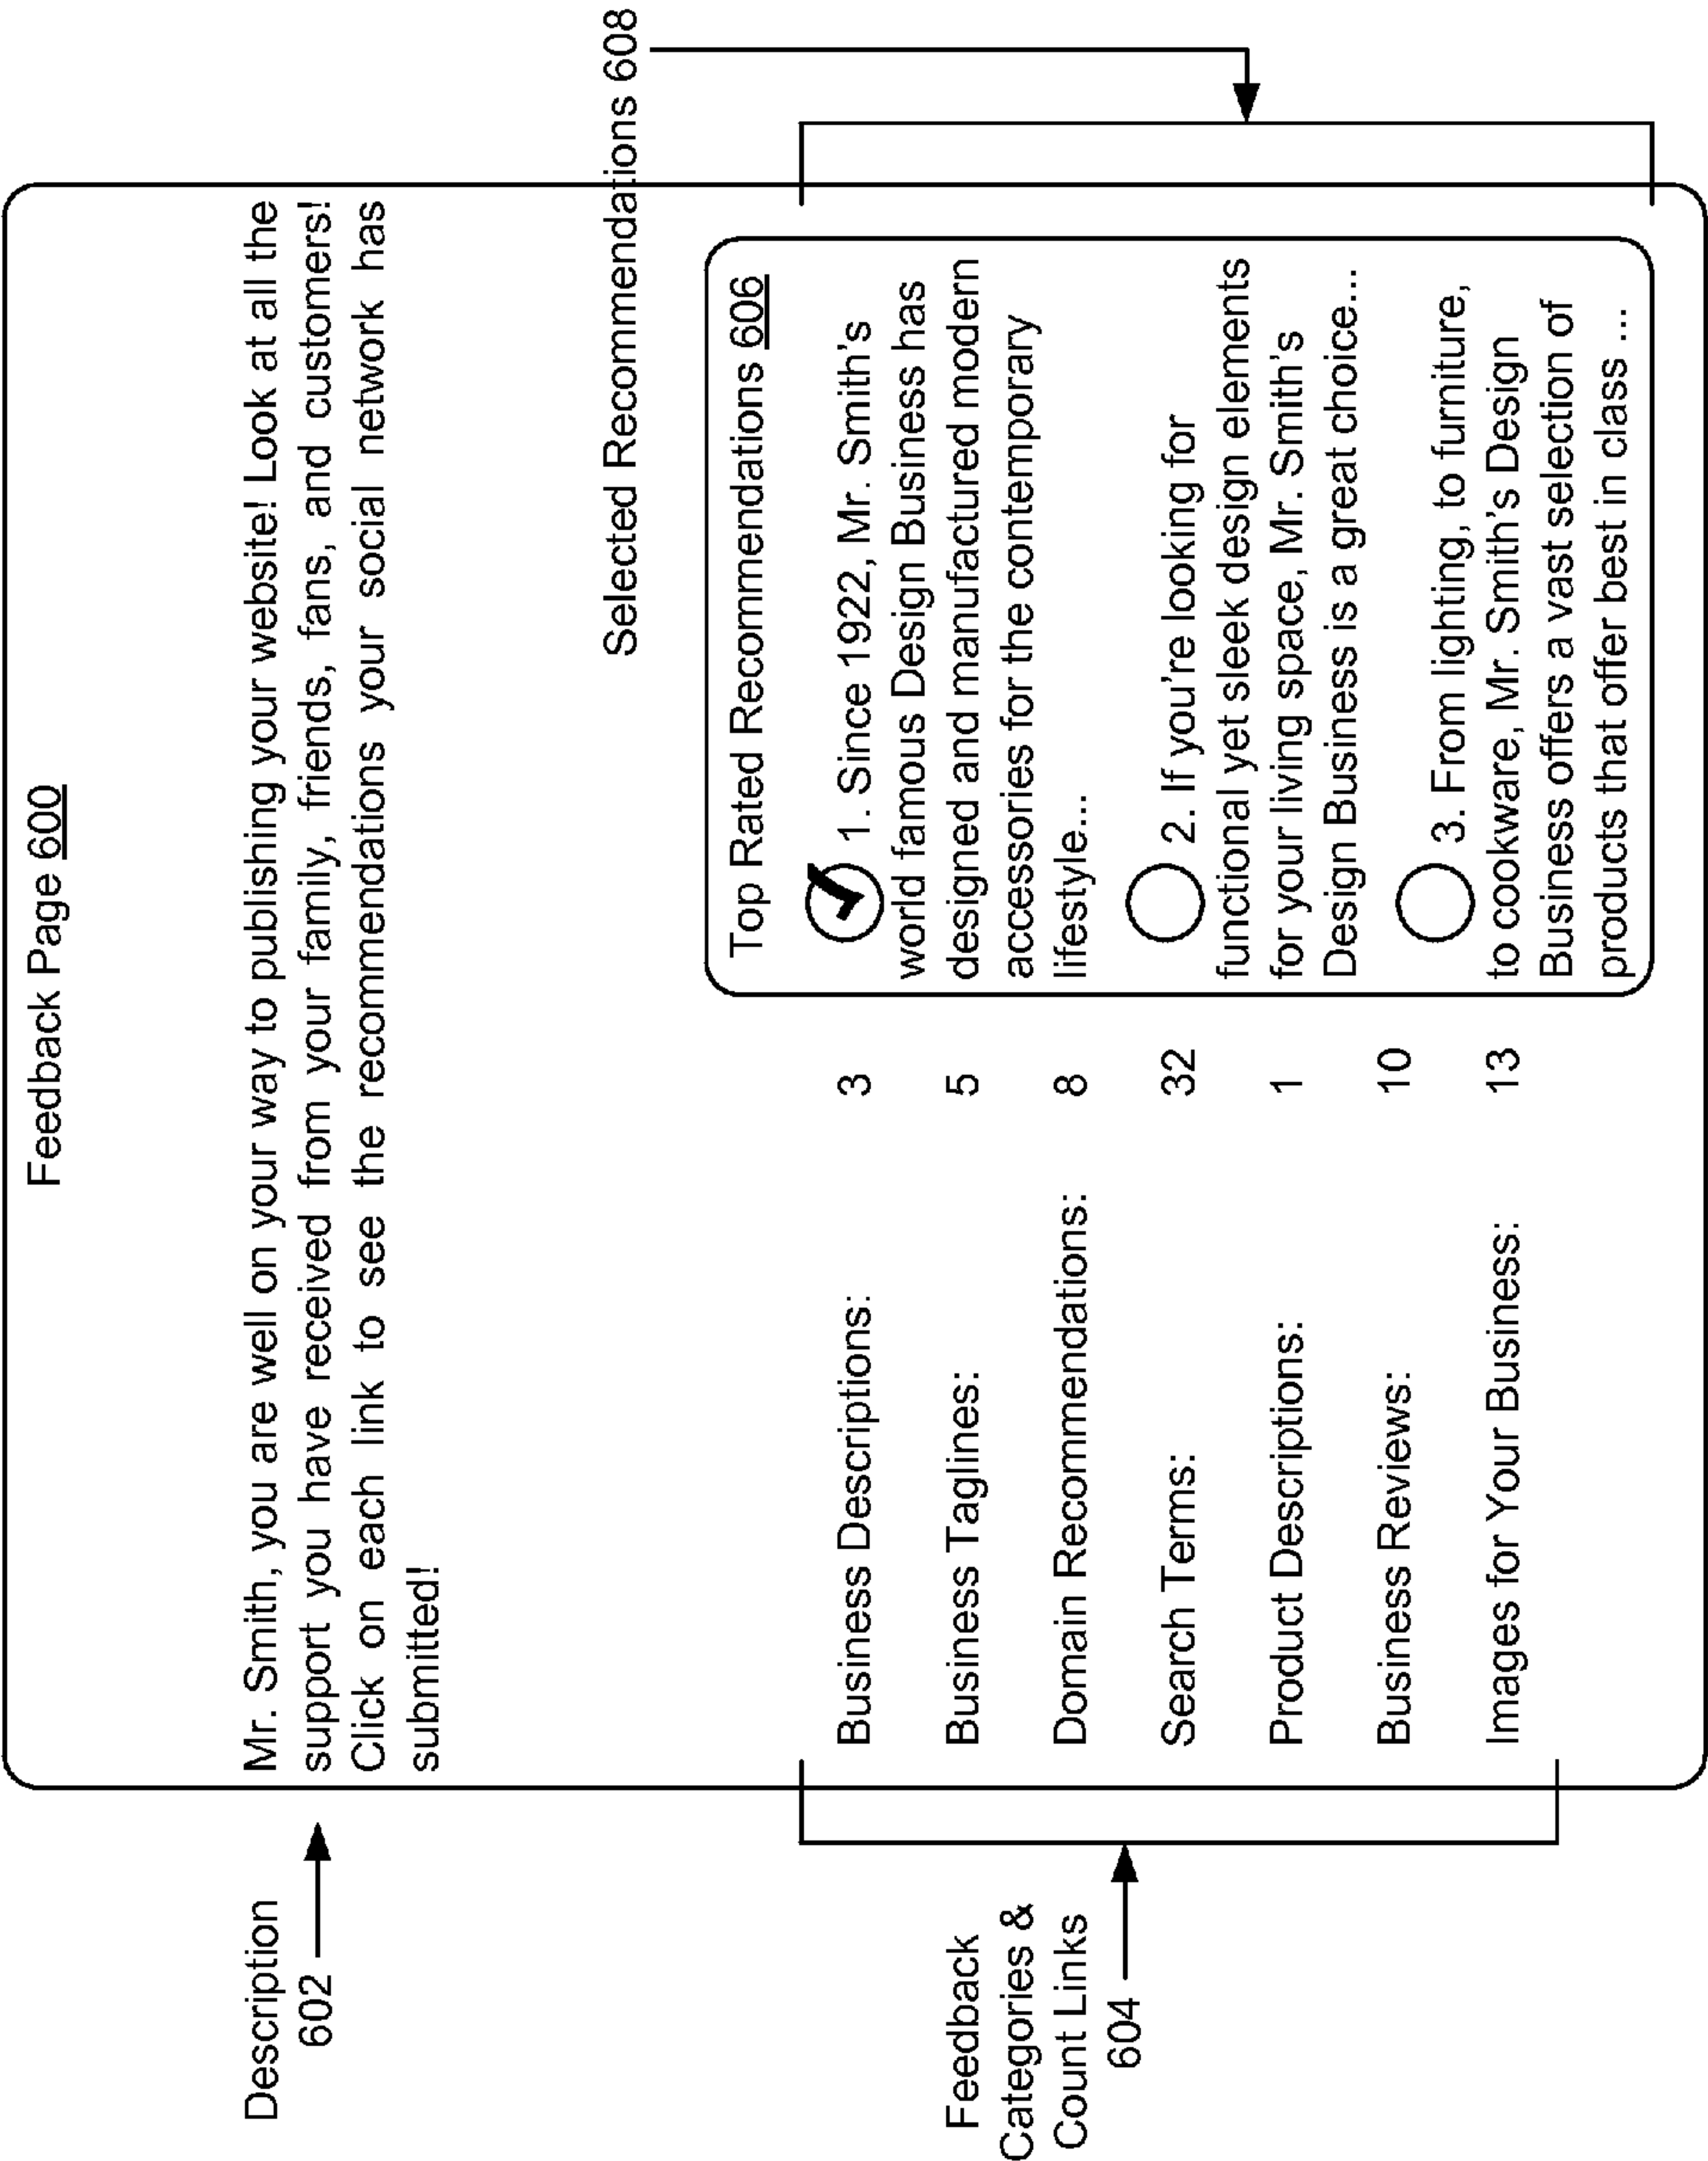 Feedback Page 600
Description
602
Mr. Smith, you are well on your way to publishing your website! Look at all the
support you have received from your family, friends, fans, and customers!
Click on each link to see the recommendations your social network has
submitted!
Selected Recommendations 608
Feedback
Categories &
Count Links
604
Business Descriptions: 3
Business Taglines: 5
Domain Recommendations: 8
Search Terms: 32
Product Descriptions: 1
Business Reviews: 10
Images for Your Business: 13
Top Rated Recommendations 606
1. Since 1922, Mr. Smith's
world famous Design Business has
designed and manufactured modern
accessories for the contemporary
lifestyle...
2. If you're looking for
functional yet sleek design elements
for your living space, Mr. Smith's
Design Business is a great choice...
3. From lighting, to furniture,
to cookware, Mr. Smith's Design
Business offers a vast selection of
products that offer best in class ...